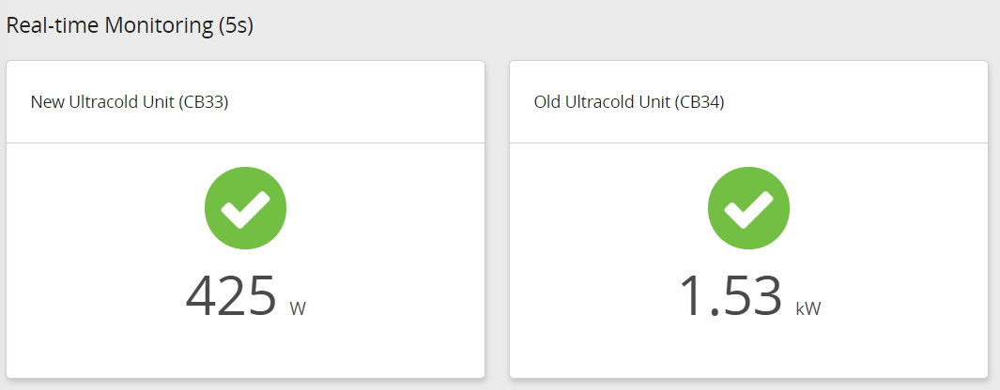 Real-time Monitoring (5s)
New Ultracold Unit (CB33)
425 W
Old Ultracold Unit (CB34)
1.53 kW